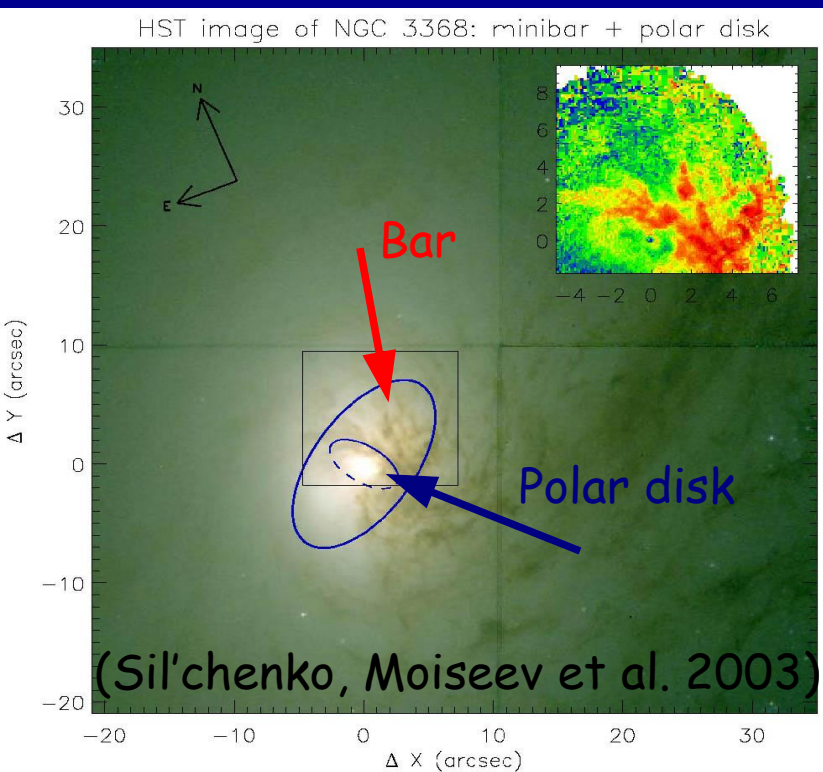 HST image of NGC 3368: minibar + polar disk
N
E
Bar
Polar disk
(Sil'chenko, Moiseev et al. 2003)
8
6
4
2
0
−4 −2 0 2 4 6
30
20
10
0
−10
−20
Δ Y (arcsec)
−20 −10 0 10 20 30
Δ X (arcsec)